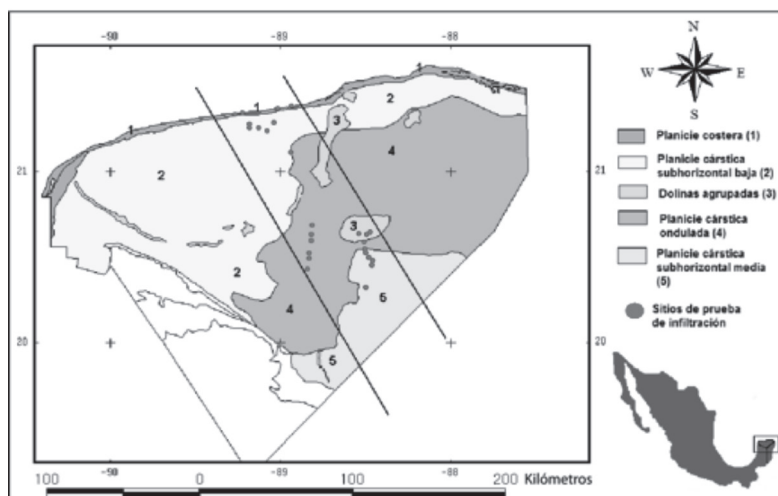 -90
-89
-88
N
W
E
S
1
2
1
3
1
21
21
4
2
3
2
5
4
20
20
5
-90
-89
-88
100
0
100
200
Kilómetros
Planicie costera (1)
Planicie cárstica
subhorizontal baja (2)
Dolinas agrupadas (3)
Planicie cárstica
ondulada (4)
Planicie cárstica
subhorizontal media
(5)
Sitios de prueba
de infiltración